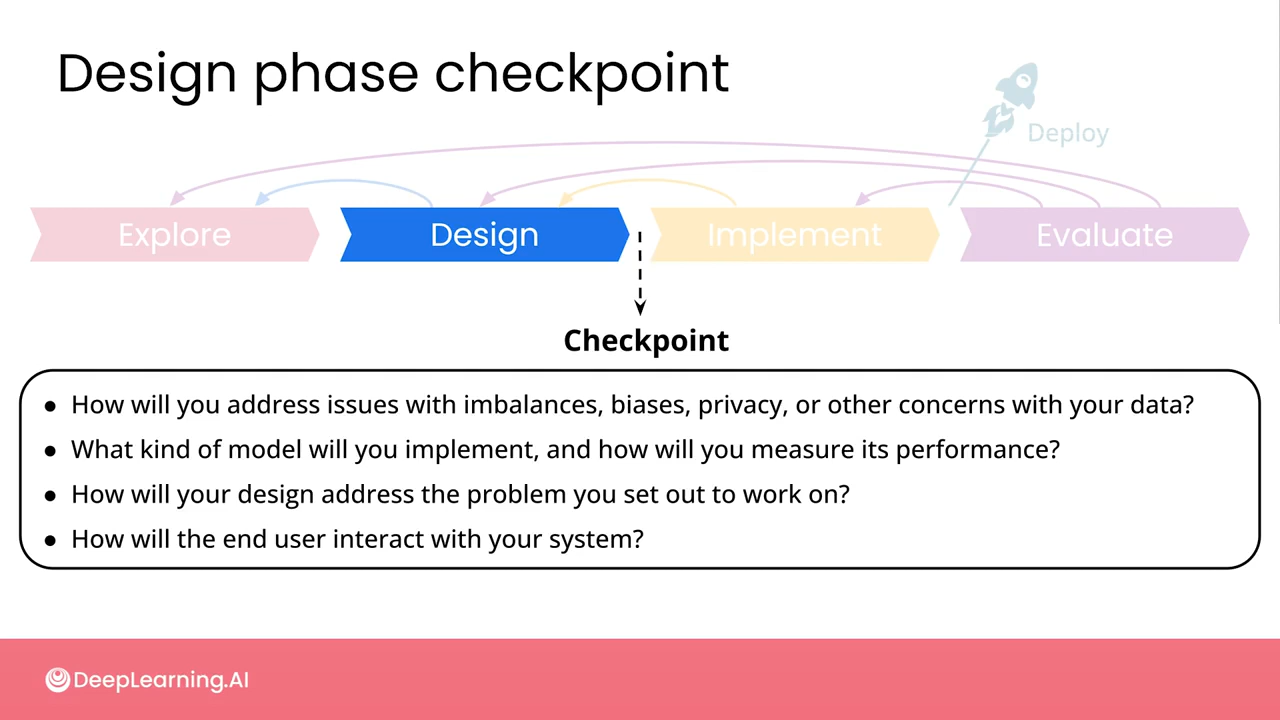 Design phase checkpoint
Deploy
Explore
Design
Implement
Evaluate
Checkpoint
● How will you address issues with imbalances, biases, privacy, or other concerns with your data?
● What kind of model will you implement, and how will you measure its performance?
● How will your design address the problem you set out to work on?
● How will the end user interact with your system?
DeepLearning.AI